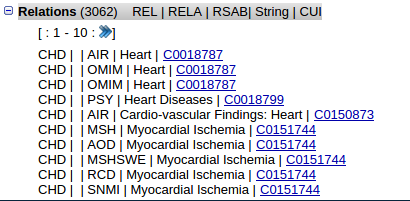 Relations (3062) REL | RELA | RSAB| String | CUI
[ : 1 - 10 :
CHD | | AIR | Heart | C0018787
CHD | | OMIM | Heart | C0018787
CHD | | OMIM | Heart | C0018787
CHD | | PSY | Heart Diseases | C0018799
CHD | | AIR | Cardio-vascular Findings: Heart | C0150873
CHD | | MSH | Myocardial Ischemia | C0151744
CHD | | AOD | Myocardial Ischemia | C0151744
CHD | | MSHSWE | Myocardial Ischemia | C0151744
CHD | | RCD | Myocardial Ischemia | C0151744
CHD | | SNMI | Myocardial Ischemia | C0151744